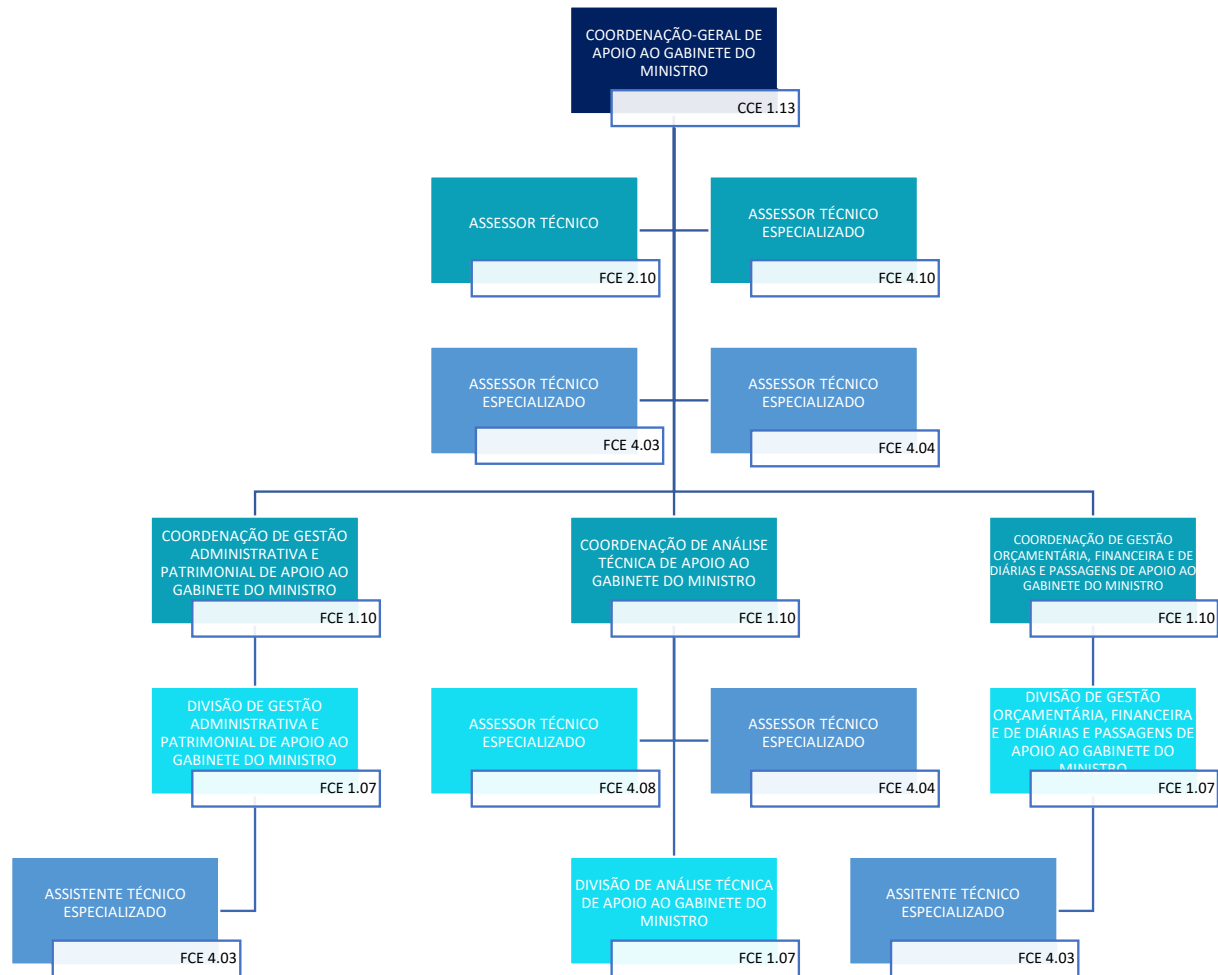 COORDENAÇÃO-GERAL DE
APOIO AO GABINETE DO
MINISTRO
CCE 1.13
ASSESSOR TÉCNICO
FCE 2.10
ASSESSOR TÉCNICO
ESPECIALIZADO
FCE 4.10
ASSESSOR TÉCNICO
ESPECIALIZADO
FCE 4.03
ASSESSOR TÉCNICO
ESPECIALIZADO
FCE 4.04
COORDENAÇÃO DE GESTÃO
ADMINISTRATIVA E
PATRIMONIAL DE APOIO AO
GABINETE DO MINISTRO
FCE 1.10
COORDENAÇÃO DE ANÁLISE
TÉCNICA DE APOIO AO
GABINETE DO MINISTRO
FCE 1.10
COORDENAÇÃO DE GESTÃO
ORÇAMENTÁRIA, FINANCEIRA E DE
DIÁRIAS E PASSAGENS DE APOIO AO
GABINETE DO MINISTRO
FCE 1.10
DIVISÃO DE GESTÃO
ADMINISTRATIVA E
PATRIMONIAL DE APOIO AO
GABINETE DO MINISTRO
FCE 1.07
ASSESSOR TÉCNICO
ESPECIALIZADO
FCE 4.08
ASSESSOR TÉCNICO
ESPECIALIZADO
FCE 4.04
DIVISÃO DE GESTÃO
ORÇAMENTÁRIA, FINANCEIRA
E DE DIÁRIAS E PASSAGENS DE
APOIO AO GABINETE DO
MINISTRO
FCE 1.07
ASSISTENTE TÉCNICO
ESPECIALIZADO
FCE 4.03
DIVISÃO DE ANÁLISE TÉCNICA
DE APOIO AO GABINETE DO
MINISTRO
FCE 1.07
ASSITENTE TÉCNICO
ESPECIALIZADO
FCE 4.03